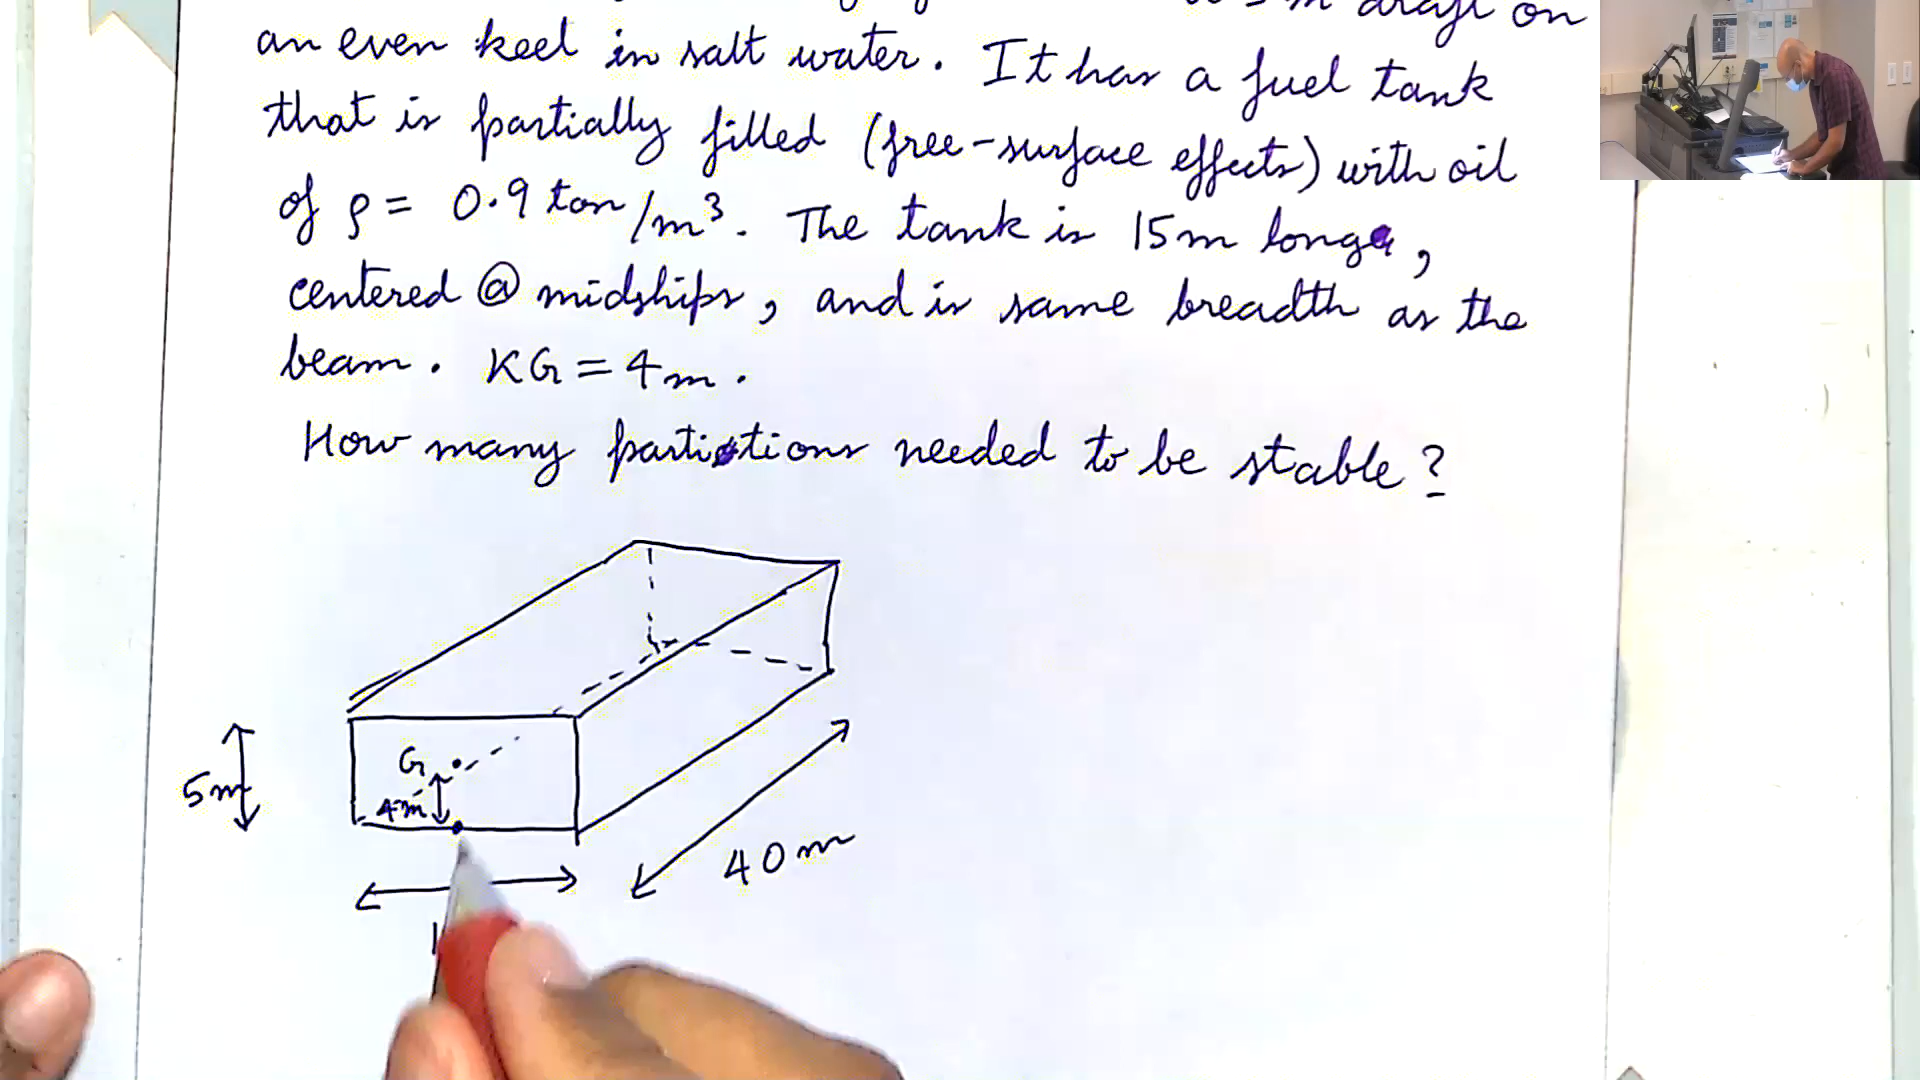 draft on
an even keel in salt water. It has a fuel tank
that is partially filled (free-surface effects) with oil
of ρ = 0.9 ton/m³. The tank is 15m long,
centered @ midships, and is same breadth as the
beam. KG = 4m.
How many partitions needed to be stable?
G
5m
4m
40m